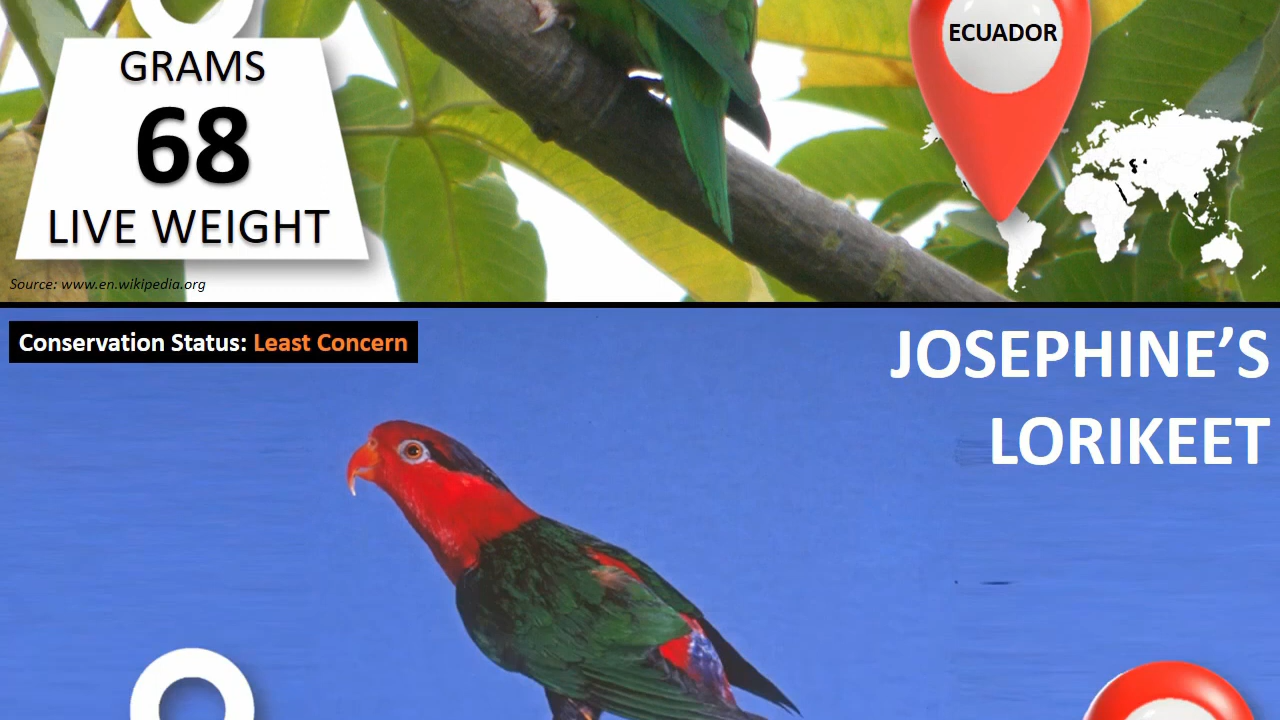 GRAMS
68
LIVE WEIGHT
Source: www.en.wikipedia.org
ECUADOR
Conservation Status: Least Concern
JOSEPHINE’S
LORIKEET